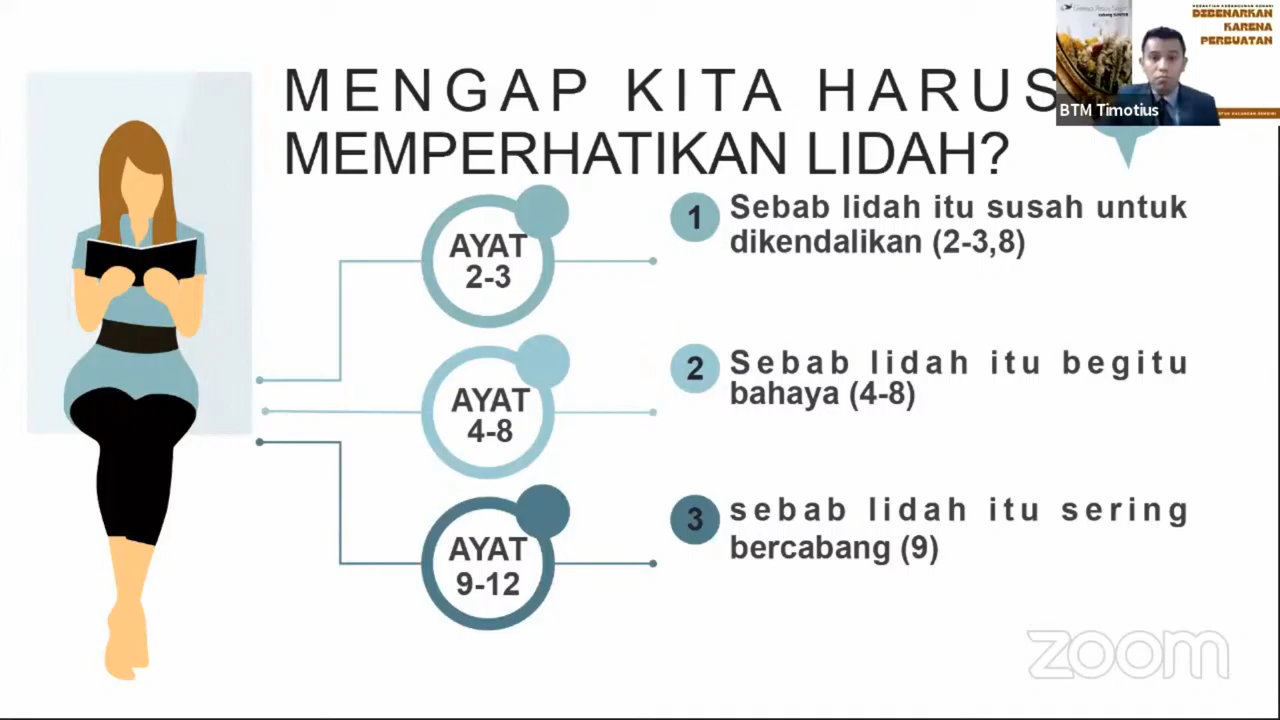 MENGAP KITA HARUS
MEMPERHATIKAN LIDAH?
AYAT
2-3
1
Sebab lidah itu susah untuk
dikendalikan (2-3,8)
AYAT
4-8
2
Sebab lidah itu begitu
bahaya (4-8)
AYAT
9-12
3
sebab lidah itu sering
bercabang (9)
DIBENARKAN
KARENA
PERBUATAN
BTM Timotius
zoom